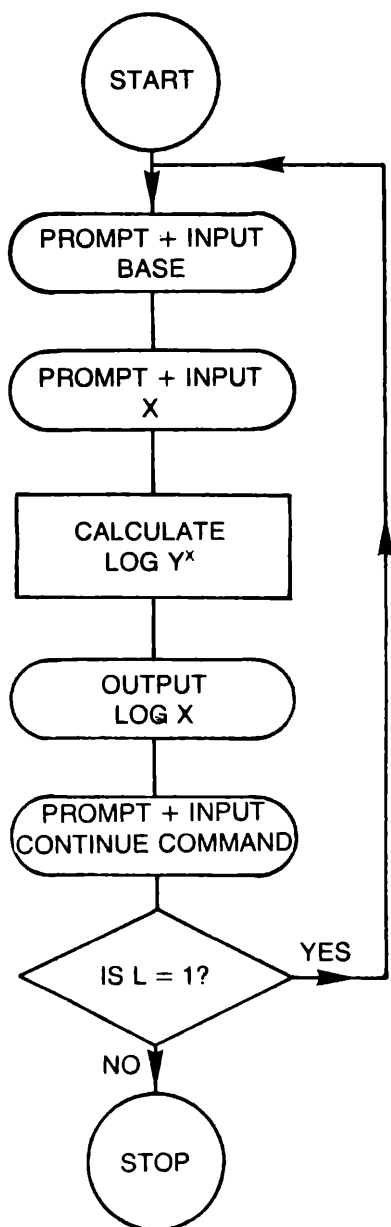 START
PROMPT + INPUT
BASE
PROMPT + INPUT
X
CALCULATE
LOG Yˣ
OUTPUT
LOG X
PROMPT + INPUT
CONTINUE COMMAND
IS L = 1?
YES
NO
STOP